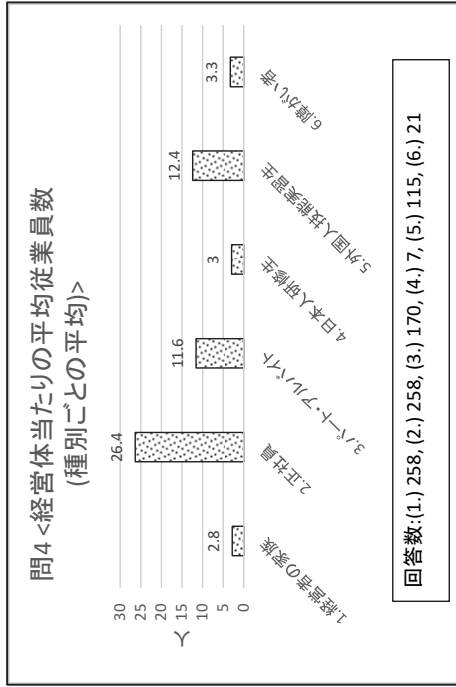 問4 <経営体当たりの平均従業員数
(種別ごとの平均)>
人
30
25
20
15
10
5
0
2.8
26.4
11.6
3
12.4
3.3
1.経営者の家族
2.正社員
3.パート・アルバイト
4.日本人研修生
5.外国人技能実習生
6.障がい者
回答数:(1.) 258, (2.) 258, (3.) 170, (4.) 7, (5.) 115, (6.) 21